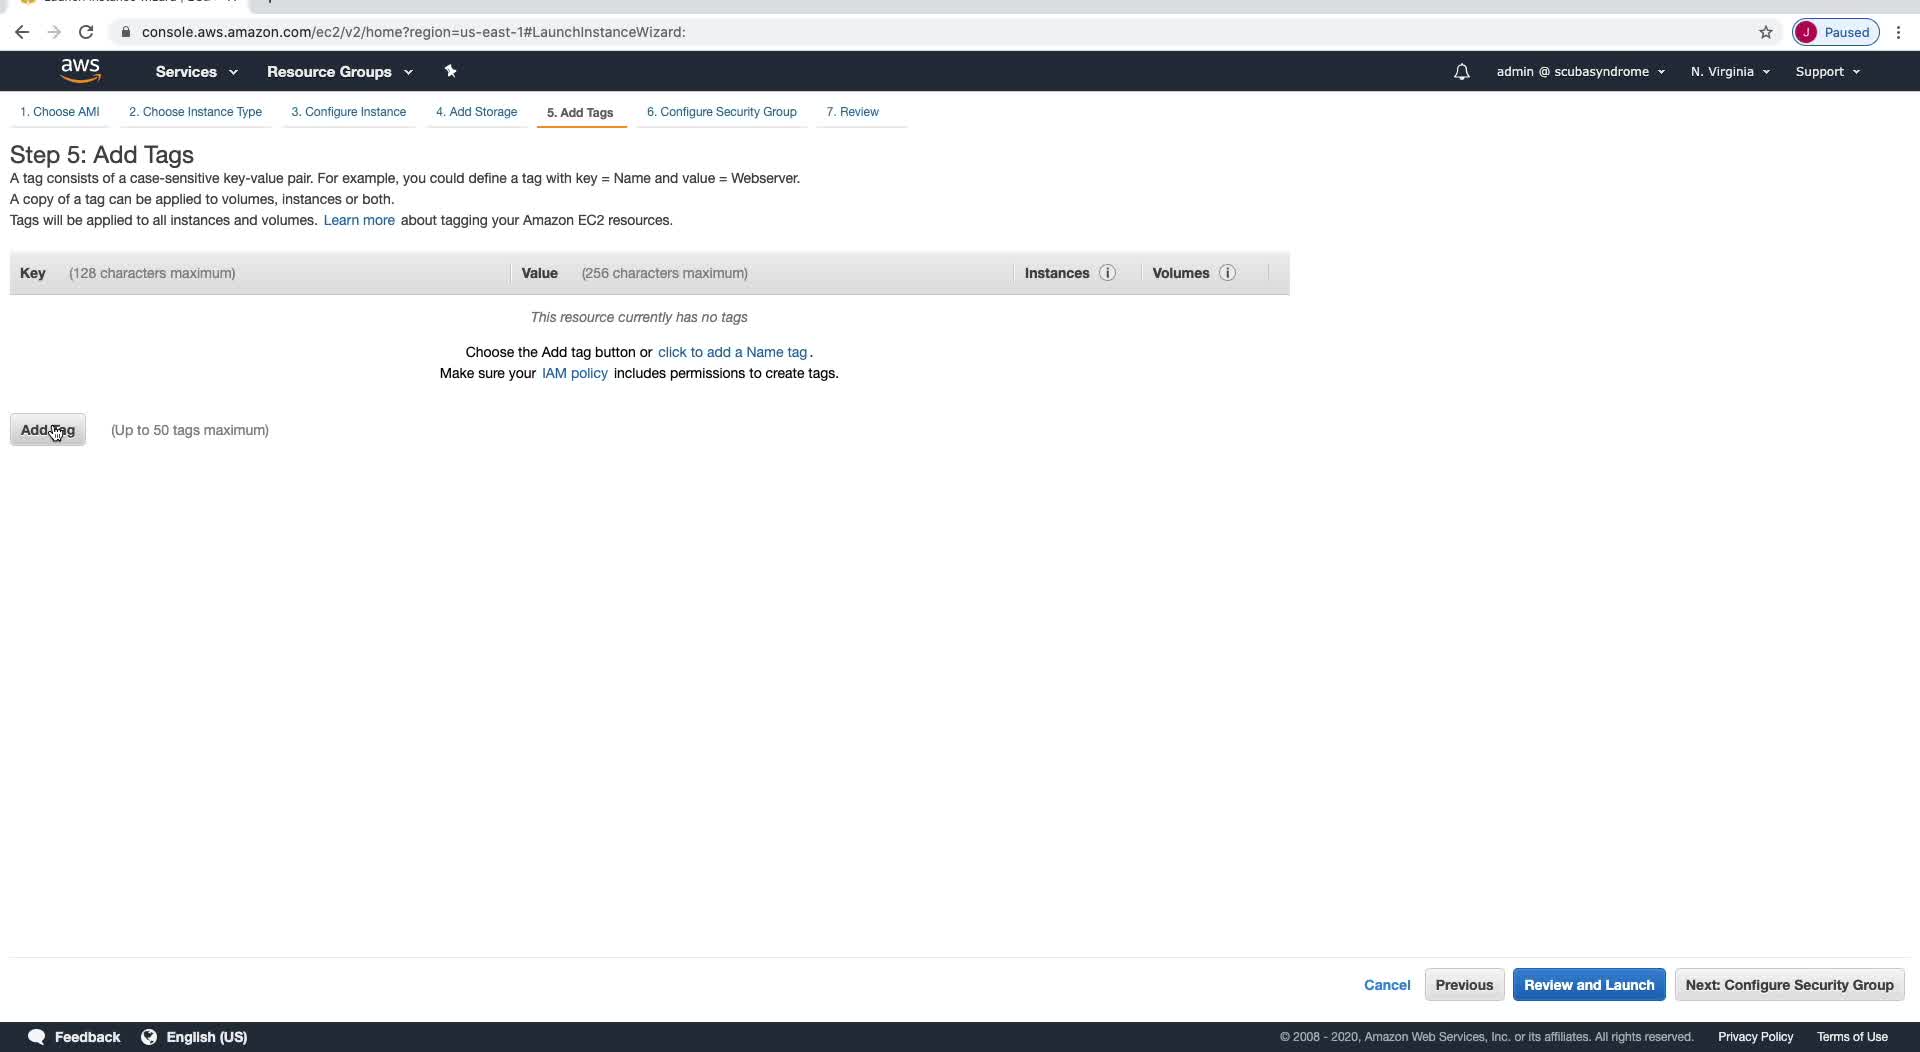 console.aws.amazon.com/ec2/v2/home?region=us-east-1#LaunchInstanceWizard:
J Paused
aws Services Resource Groups admin @ scubasyndrome N. Virginia Support
1. Choose AMI 2. Choose Instance Type 3. Configure Instance 4. Add Storage 5. Add Tags 6. Configure Security Group 7. Review
Step 5: Add Tags
A tag consists of a case-sensitive key-value pair. For example, you could define a tag with key = Name and value = Webserver.
A copy of a tag can be applied to volumes, instances or both.
Tags will be applied to all instances and volumes. Learn more about tagging your Amazon EC2 resources.
Key (128 characters maximum) Value (256 characters maximum) Instances i Volumes i
This resource currently has no tags
Choose the Add tag button or click to add a Name tag.
Make sure your IAM policy includes permissions to create tags.
Add Tag (Up to 50 tags maximum)
Cancel Previous Review and Launch Next: Configure Security Group
Feedback English (US) © 2008 - 2020, Amazon Web Services, Inc. or its affiliates. All rights reserved. Privacy Policy Terms of Use